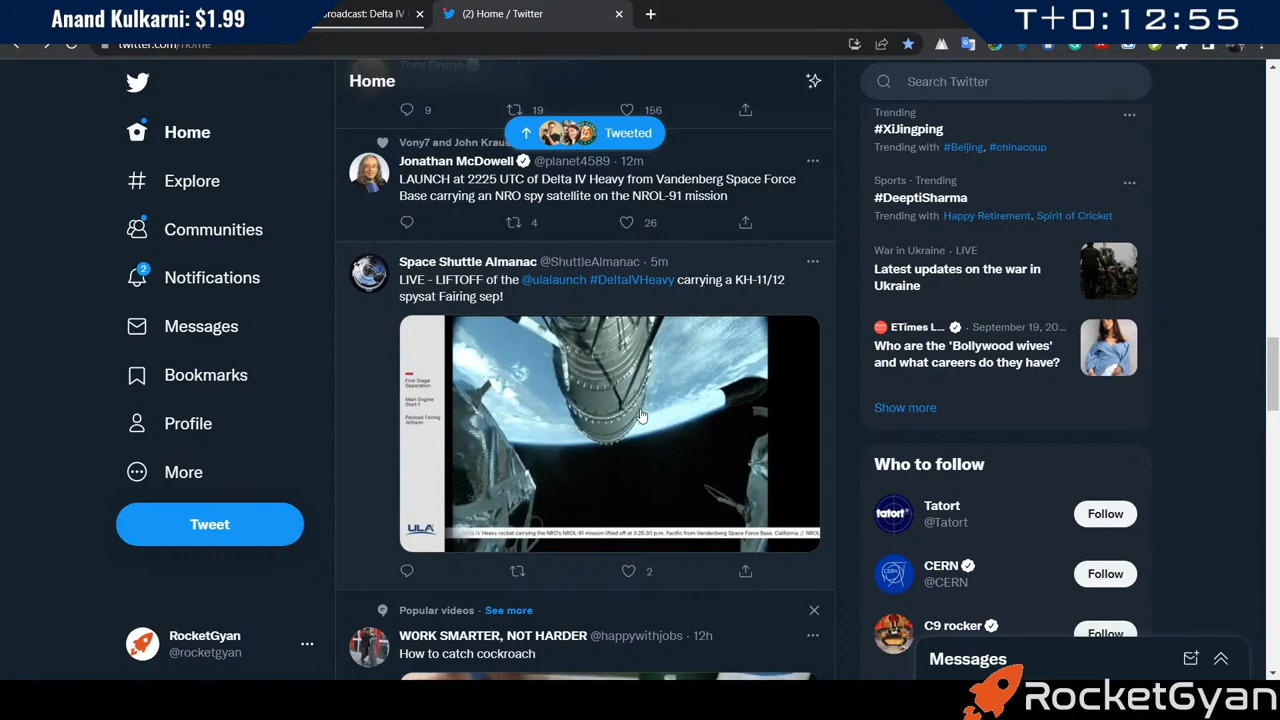 Anand Kulkarni: $1.99
broadcast: Delta IV
(2) Home / Twitter
T+0:12:55
twitter.com/home
Home
Explore
Communities
2
Notifications
Messages
Bookmarks
Profile
More
Tweet
RocketGyan
@rocketgyan
Tory Bruno
Home
9
19
156
Tweeted
Vony7 and John Kraus
Jonathan McDowell @planet4589 · 12m
LAUNCH at 2225 UTC of Delta IV Heavy from Vandenberg Space Force
Base carrying an NRO spy satellite on the NROL-91 mission
4
26
Space Shuttle Almanac @ShuttleAlmanac · 5m
LIVE - LIFTOFF of the @ulalaunch #DeltaIVHeavy carrying a KH-11/12
spysat Fairing sep!
First Stage
Separation
Main Engine
Start-1
Payload Fairing
Jettison
ULA
IV Heavy rocket carrying the NRO's NROL-91 mission lifted off at 3:25:30 p.m. Pacific from Vandenberg Space Force Base, California // NROL
2
Popular videos · See more
WORK SMARTER, NOT HARDER @happywithjobs · 12h
How to catch cockroach
Search Twitter
Trending
#XiJingping
Trending with #Beijing, #chinacoup
Sports · Trending
#DeeptiSharma
Trending with Happy Retirement, Spirit of Cricket
War in Ukraine · LIVE
Latest updates on the war in
Ukraine
ETimes L... · September 19, 20...
Who are the 'Bollywood wives'
and what careers do they have?
Show more
Who to follow
tatort
Tatort
@Tatort
Follow
CERN
@CERN
Follow
C9 rocker
Follow
Messages
RocketGyan